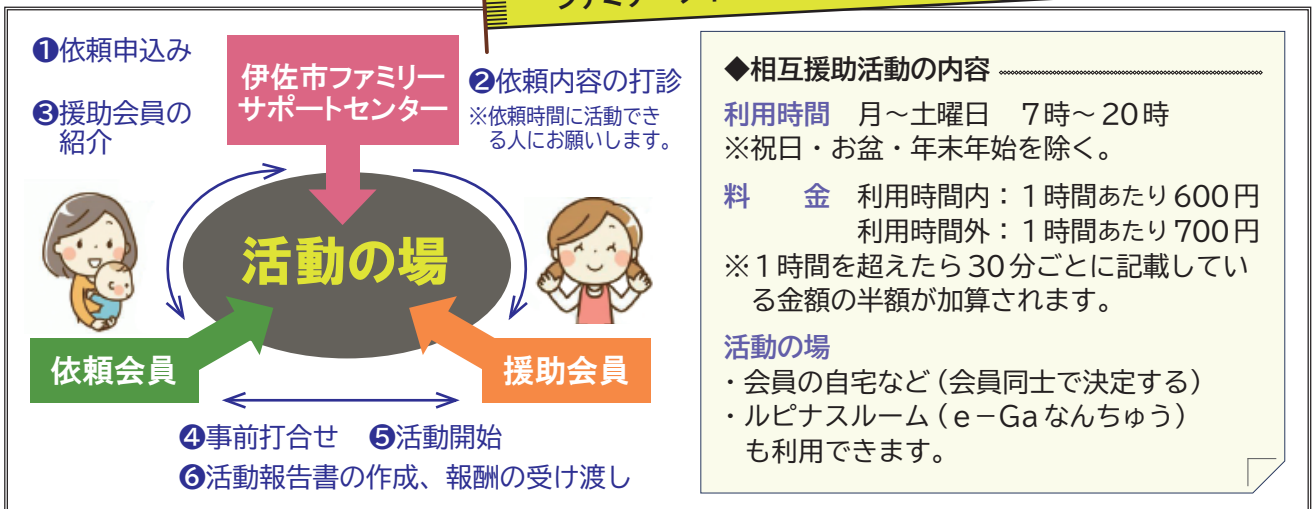 ❶依頼申込み
❸援助会員の
紹介
伊佐市ファミリー
サポートセンター
❷依頼内容の打診
※依頼時間に活動でき
る人にお願いします。
活動の場
依頼会員
援助会員
❹事前打合せ ❺活動開始
❻活動報告書の作成、報酬の受け渡し
◆相互援助活動の内容
利用時間 月～土曜日 7時～20時
※祝日・お盆・年末年始を除く。
料 金 利用時間内：1時間あたり600円
利用時間外：1時間あたり700円
※1時間を超えたら30分ごとに記載してい
る金額の半額が加算されます。
活動の場
・会員の自宅など（会員同士で決定する）
・ルピナスルーム（e－Gaなんちゅう）
も利用できます。